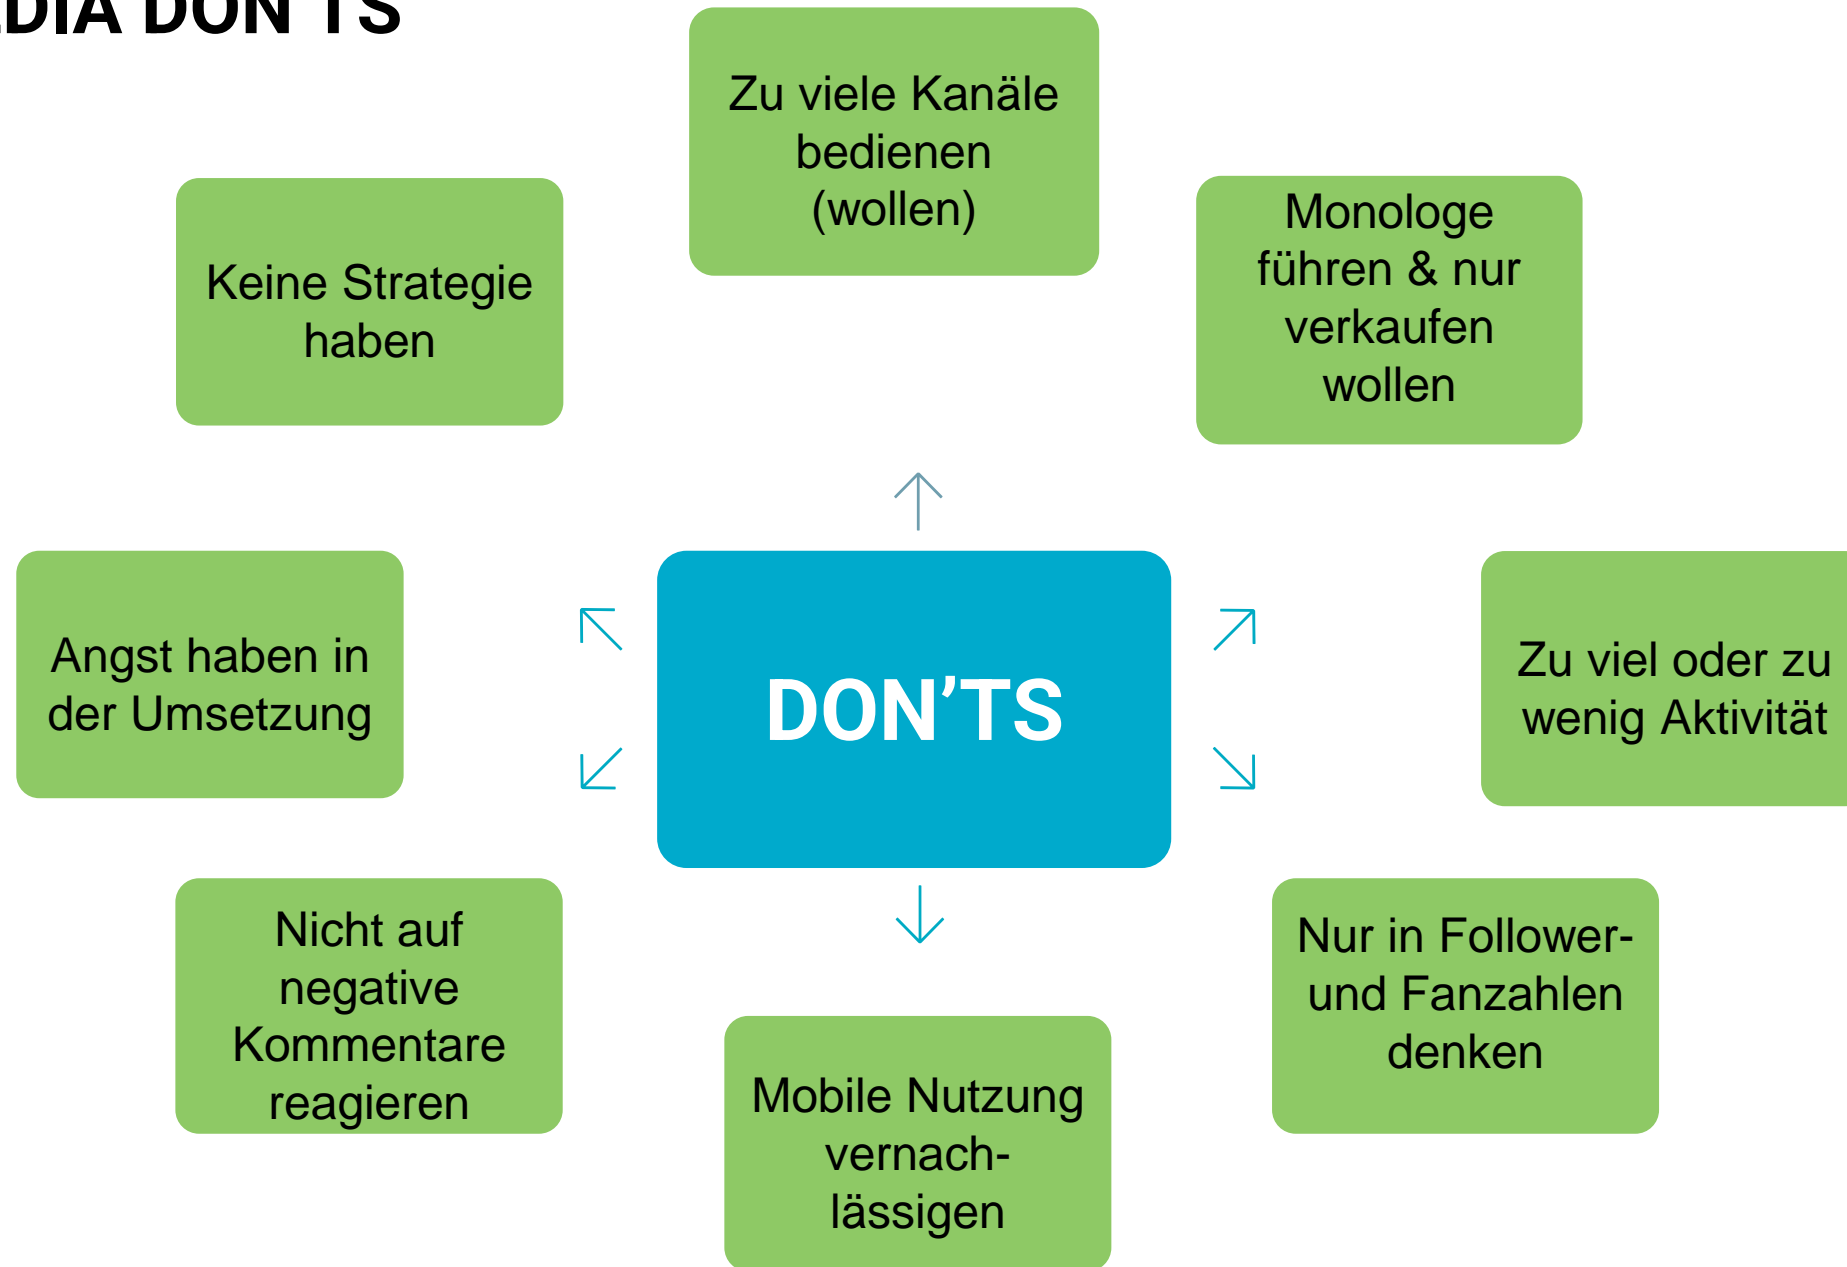 EDIA DON'TS
Zu viele Kanäle
bedienen
(wollen)
Keine Strategie
haben
Monologe
führen & nur
verkaufen
wollen
Angst haben in
der Umsetzung
DON’TS
Zu viel oder zu
wenig Aktivität
Nicht auf
negative
Kommentare
reagieren
Nur in Follower-
und Fanzahlen
denken
Mobile Nutzung
vernach-
lässigen